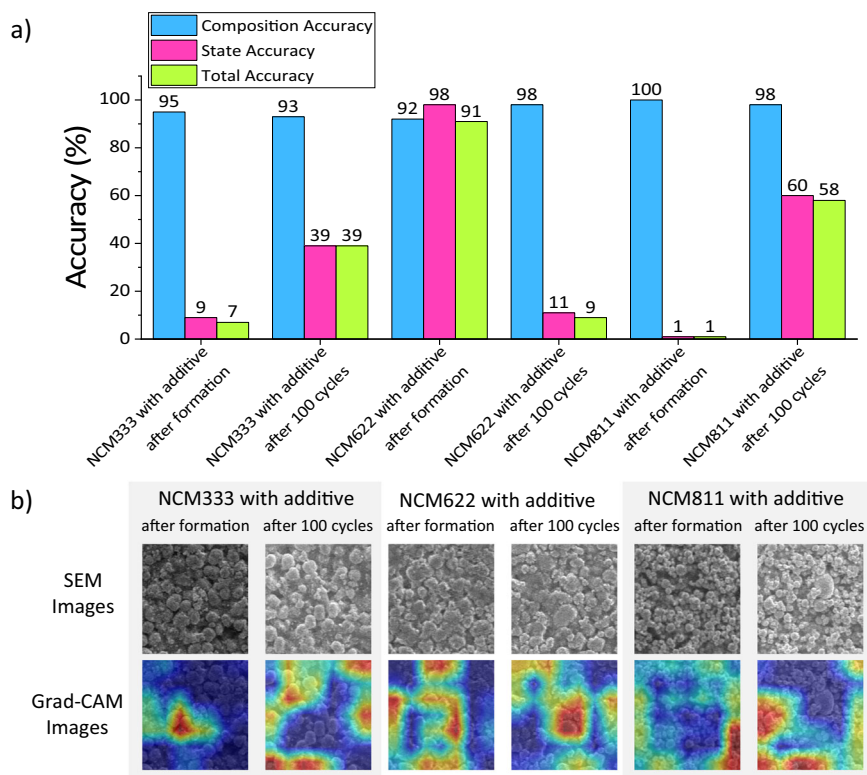 a)
Composition Accuracy
State Accuracy
Total Accuracy
Accuracy (%)
100
80
60
40
20
0
95
9
7
93
39
39
92
98
91
98
11
9
100
1
1
98
60
58
NCM333 with additive
after formation
NCM333 with additive
after 100 cycles
NCM622 with additive
after formation
NCM622 with additive
after 100 cycles
NCM811 with additive
after formation
NCM811 with additive
after 100 cycles
b)
NCM333 with additive
NCM622 with additive
NCM811 with additive
after formation
after 100 cycles
after formation
after 100 cycles
after formation
after 100 cycles
SEM
Images
Grad-CAM
Images